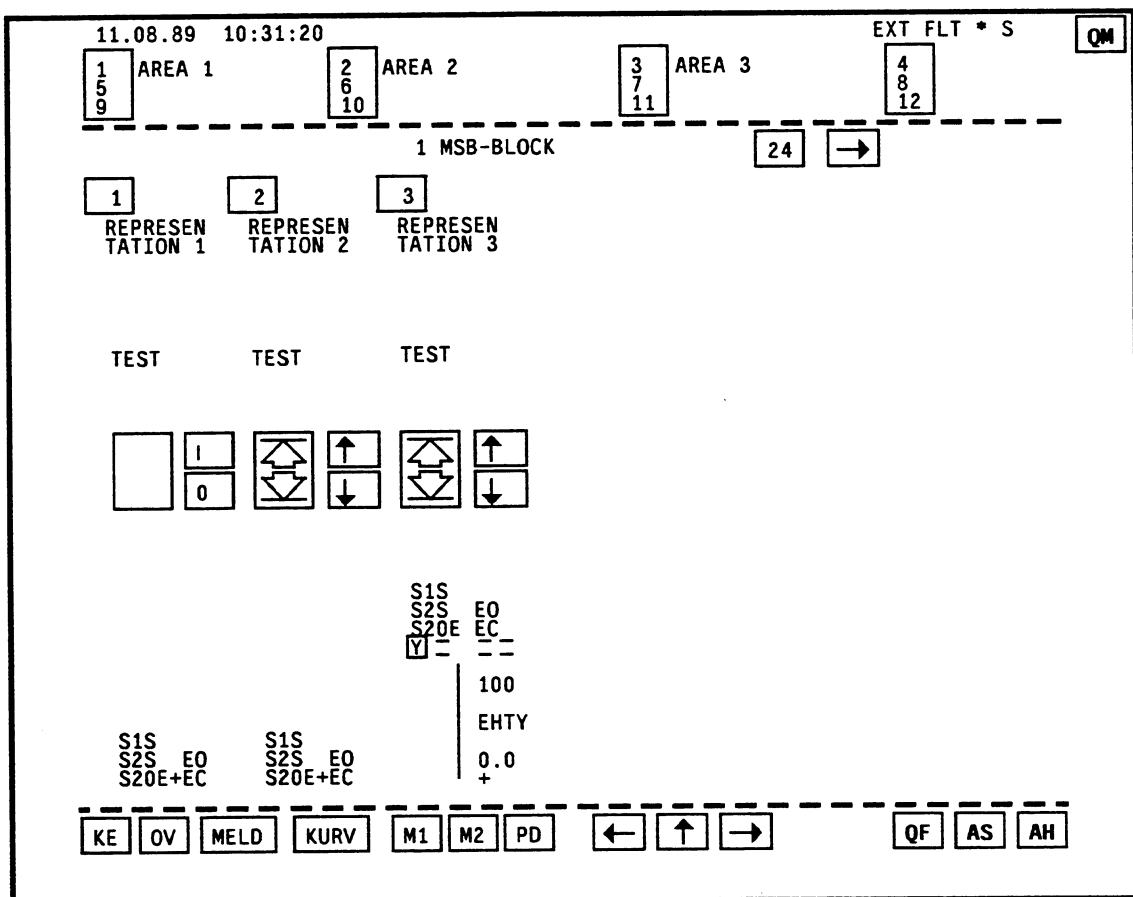 11.08.89 10:31:20 EXT FLT * S QM
1 AREA 1 2 AREA 2 3 AREA 3 4
5 6 7 8
9 10 11 12
1 MSB-BLOCK 24 →
1 2 3
REPRESEN REPRESEN REPRESEN
TATION 1 TATION 2 TATION 3
TEST TEST TEST
I ↑ ↑
0 ↓ ↓
S1S
S2S EO
S20E EC
Y
100
EHTY
S1S S1S
S2S EO S2S EO 0.0
S20E+EC S20E+EC +
KE OV MELD KURV M1 M2 PD ← ↑ → QF AS AH